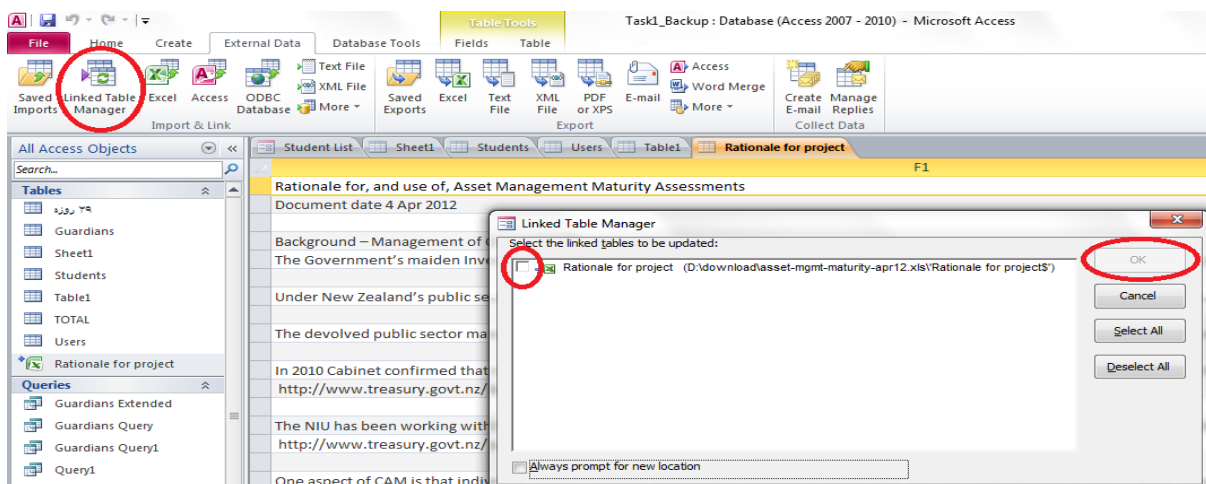 Table Tools
Task1_Backup : Database (Access 2007 - 2010) - Microsoft Access
File Home Create External Data Database Tools Fields Table
Saved Imports
Linked Table Manager
Excel
Access
ODBC Database
Text File
XML File
More
Import & Link
Saved Exports
Excel
Text File
XML File
PDF or XPS
E-mail
Access
Word Merge
More
Export
Create E-mail
Manage Replies
Collect Data
All Access Objects
Search...
Tables
۲۹ روزه
Guardians
Sheet1
Students
Table1
TOTAL
Users
Rationale for project
Queries
Guardians Extended
Guardians Query
Guardians Query1
Query1
Student List Sheet1 Students Users Table1 Rationale for project
F1
Rationale for, and use of, Asset Management Maturity Assessments
Document date 4 Apr 2012
Background – Management of
The Government's maiden
Under New Zealand's public
The devolved public sector
In 2010 Cabinet confirmed that
http://www.treasury.govt.nz/
The NIU has been working with
http://www.treasury.govt.nz/
One aspect of CAM is that
Linked Table Manager
Select the linked tables to be updated:
Rationale for project (D:\download\asset-mgmt-maturity-apr12.xls\'Rationale for project$')
OK
Cancel
Select All
Deselect All
Always prompt for new location